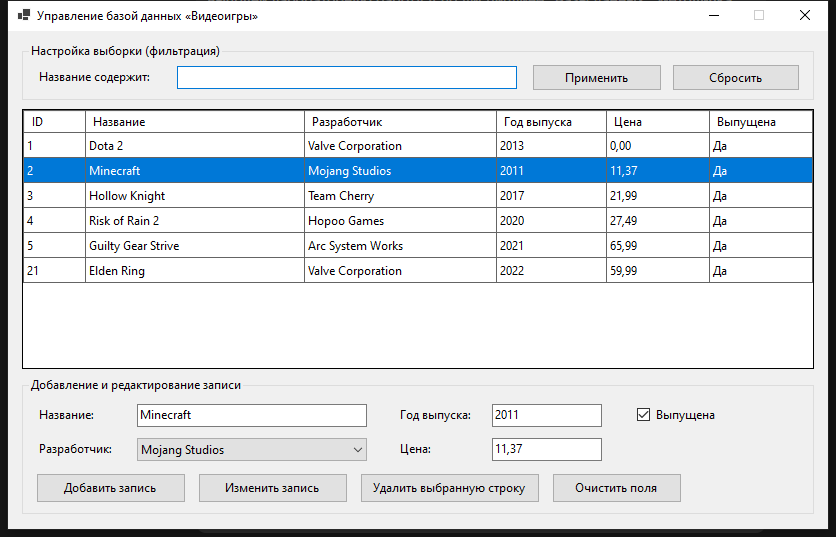 Управление базой данных «Видеоигры»
Настройка выборки (фильтрация)
Название содержит: Применить Сбросить
ID Название Разработчик Год выпуска Цена Выпущена
1 Dota 2 Valve Corporation 2013 0,00 Да
2 Minecraft Mojang Studios 2011 11,37 Да
3 Hollow Knight Team Cherry 2017 21,99 Да
4 Risk of Rain 2 Hopoo Games 2020 27,49 Да
5 Guilty Gear Strive Arc System Works 2021 65,99 Да
21 Elden Ring Valve Corporation 2022 59,99 Да
Добавление и редактирование записи
Название: Minecraft Год выпуска: 2011 Выпущена
Разработчик: Mojang Studios Цена: 11,37
Добавить запись Изменить запись Удалить выбранную строку Очистить поля